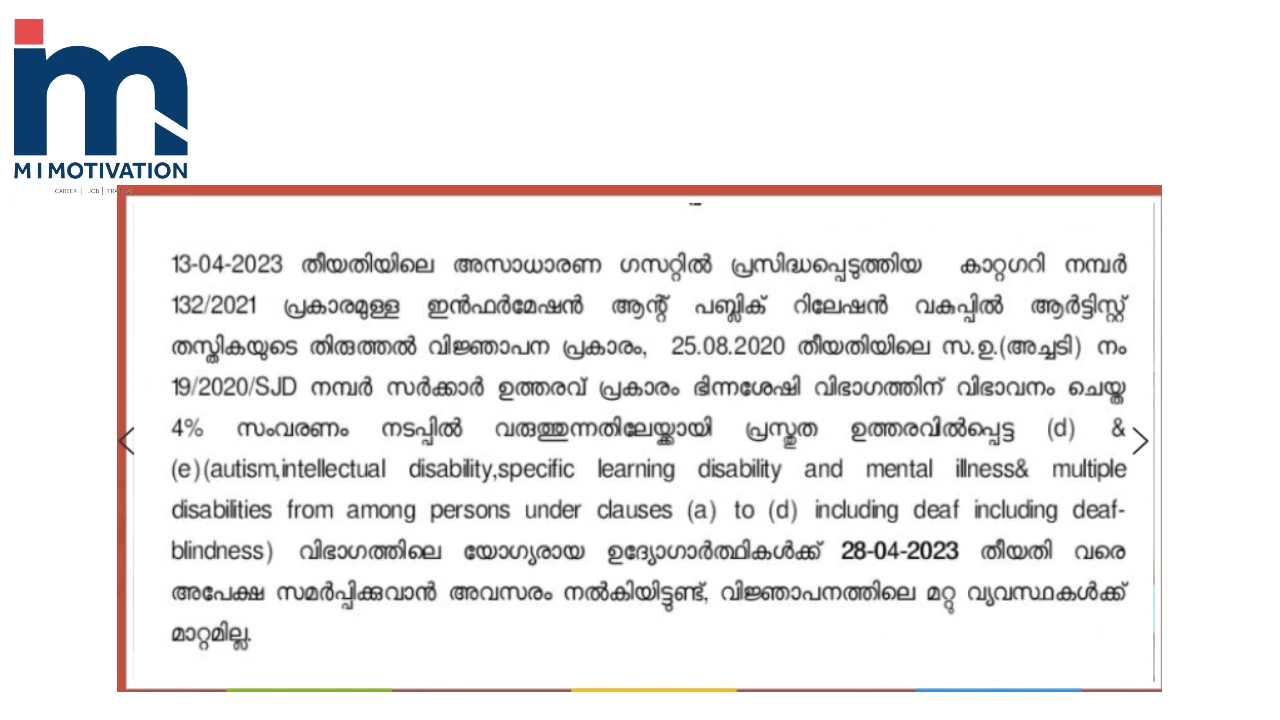 M I MOTIVATION
CAREER | JOB | TRA
13-04-2023 തീയതിയിലെ അസാധാരണ ഗസറ്റിൽ പ്രസിദ്ധപ്പെടുത്തിയ കാറ്റഗറി നമ്പർ
132/2021 പ്രകാരമുള്ള ഇൻഫർമേഷൻ ആന്റ് പബ്ലിക് റിലേഷൻ വകുപ്പിൽ ആർട്ടിസ്റ്റ്
തസ്തികയുടെ തിരുത്തൽ വിജ്ഞാപന പ്രകാരം, 25.08.2020 തീയതിയിലെ സ.ഉ.(അച്ചടി) നം
19/2020/SJD നമ്പർ സർക്കാർ ഉത്തരവ് പ്രകാരം ഭിന്നശേഷി വിഭാഗത്തിന് വിഭാവനം ചെയ്ത
4% സംവരണം നടപ്പിൽ വരുത്തുന്നതിലേയ്ക്കായി പ്രസ്തുത ഉത്തരവിൽപ്പെട്ട (d) &
(e)(autism,intellectual disability,specific learning disability and mental illness& multiple
disabilities from among persons under clauses (a) to (d) including deaf including deaf-
blindness) വിഭാഗത്തിലെ യോഗ്യരായ ഉദ്യോഗാർത്ഥികൾക്ക് 28-04-2023 തീയതി വരെ
അപേക്ഷ സമർപ്പിക്കുവാൻ അവസരം നൽകിയിട്ടുണ്ട്, വിജ്ഞാപനത്തിലെ മറ്റു വ്യവസ്ഥകൾക്ക്
മാറ്റമില്ല.